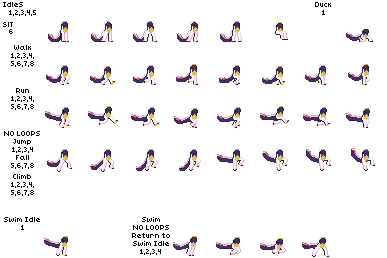 IdleS
1,2,3,4,5
Duck
1
SIT
6
Walk
1,2,3,4,
5,6,7,8
Run
1,2,3,4,
5,6,7,8
NO LOOPS
Jump
1,2,3,4
Fall
5,6,7,8
Climb
1,2,3,4,
5,6,7,8
Swim Idle
1
Swim
NO LOOPS
Return to
Swim Idle
1,2,3,4